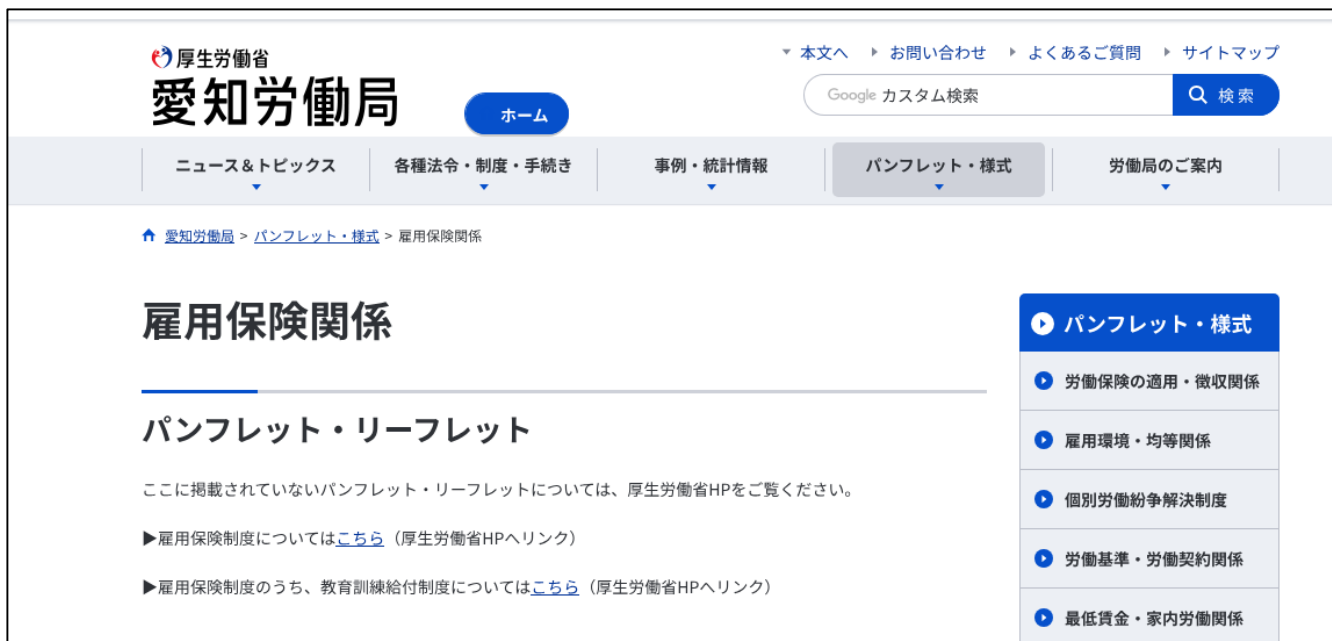 厚生労働省
愛知労働局
ホーム
本文へ お問い合わせ よくあるご質問 サイトマップ
Google カスタム検索 検索
ニュース&トピックス 各種法令・制度・手続き 事例・統計情報 パンフレット・様式 労働局のご案内
愛知労働局 > パンフレット・様式 > 雇用保険関係
雇用保険関係
パンフレット・リーフレット
ここに掲載されていないパンフレット・リーフレットについては、厚生労働省HPをご覧ください。
▶雇用保険制度についてはこちら（厚生労働省HPへリンク）
▶雇用保険制度のうち、教育訓練給付制度についてはこちら（厚生労働省HPへリンク）
パンフレット・様式
労働保険の適用・徴収関係
雇用環境・均等関係
個別労働紛争解決制度
労働基準・労働契約関係
最低賃金・家内労働関係